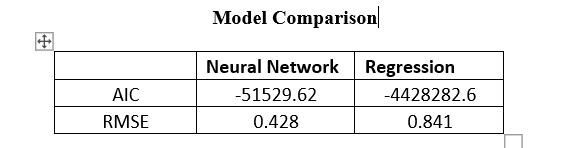 Model Comparison
Neural Network Regression
AIC -51529.62 -4428282.6
RMSE 0.428 0.841